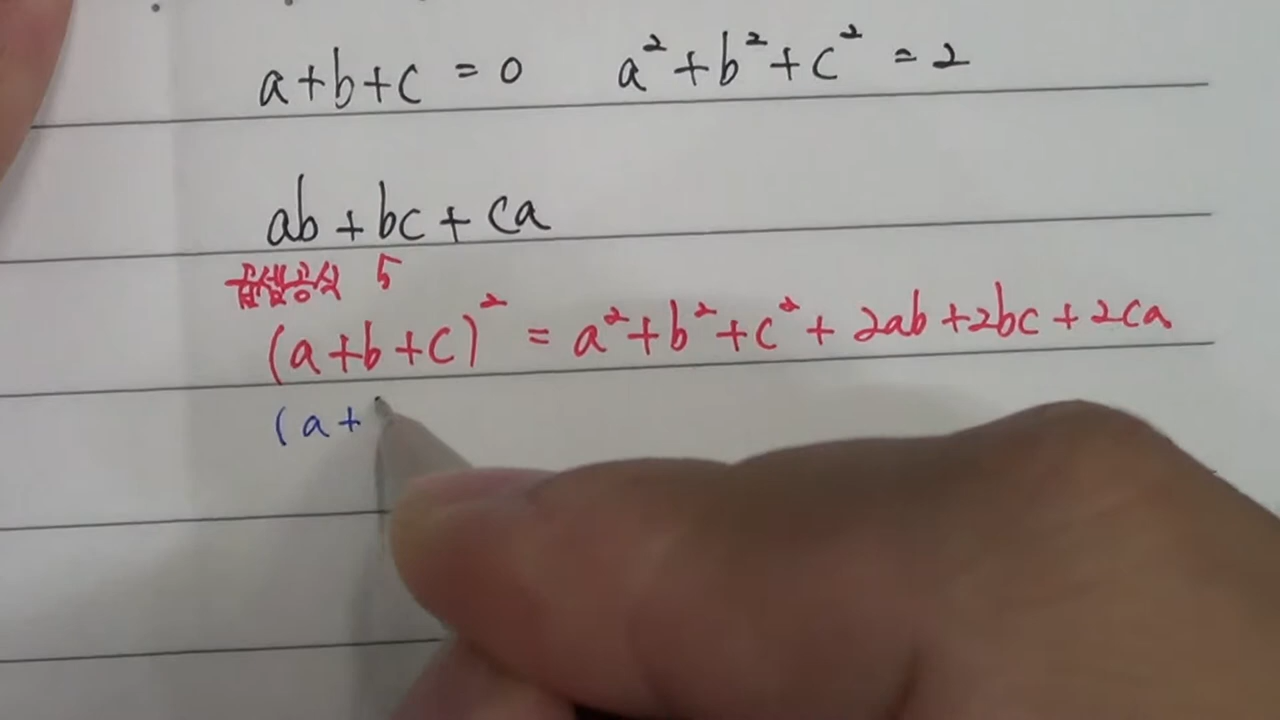 a+b+c = 0    a²+b²+c² = 2
ab+bc+ca
곱셈공식 5
(a+b+c)² = a²+b²+c²+2ab+2bc+2ca
(a+